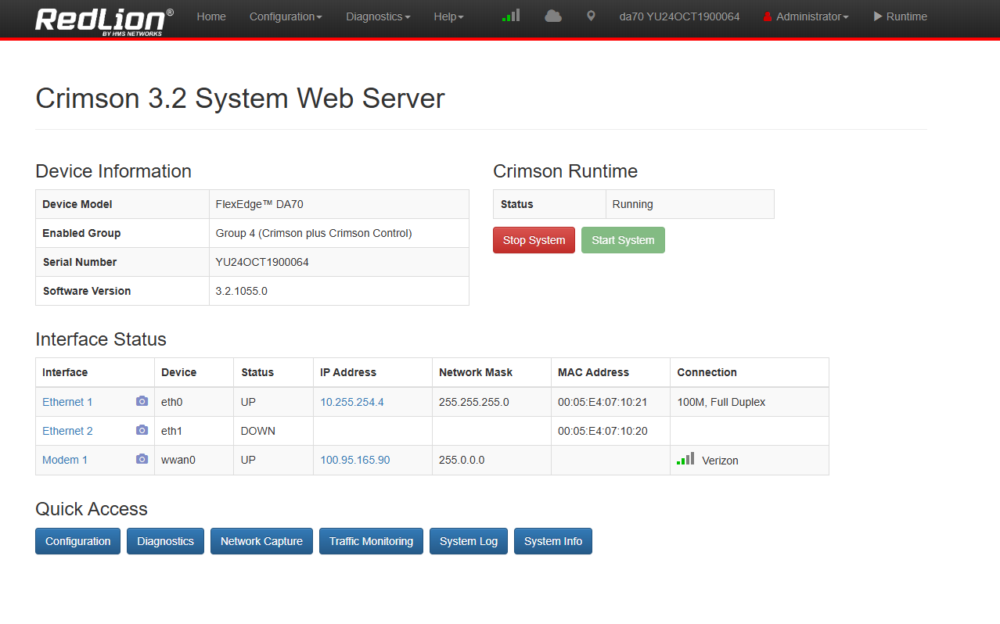 RedLion®
BY HMS NETWORKS
Home Configuration Diagnostics Help da70 YU24OCT1900064 Administrator Runtime
Crimson 3.2 System Web Server
Device Information
Device Model FlexEdge™ DA70
Enabled Group Group 4 (Crimson plus Crimson Control)
Serial Number YU24OCT1900064
Software Version 3.2.1055.0
Crimson Runtime
Status Running
Stop System Start System
Interface Status
Interface Device Status IP Address Network Mask MAC Address Connection
Ethernet 1 eth0 UP 10.255.254.4 255.255.255.0 00:05:E4:07:10:21 100M, Full Duplex
Ethernet 2 eth1 DOWN 00:05:E4:07:10:20
Modem 1 wwan0 UP 100.95.165.90 255.0.0.0 Verizon
Quick Access
Configuration Diagnostics Network Capture Traffic Monitoring System Log System Info